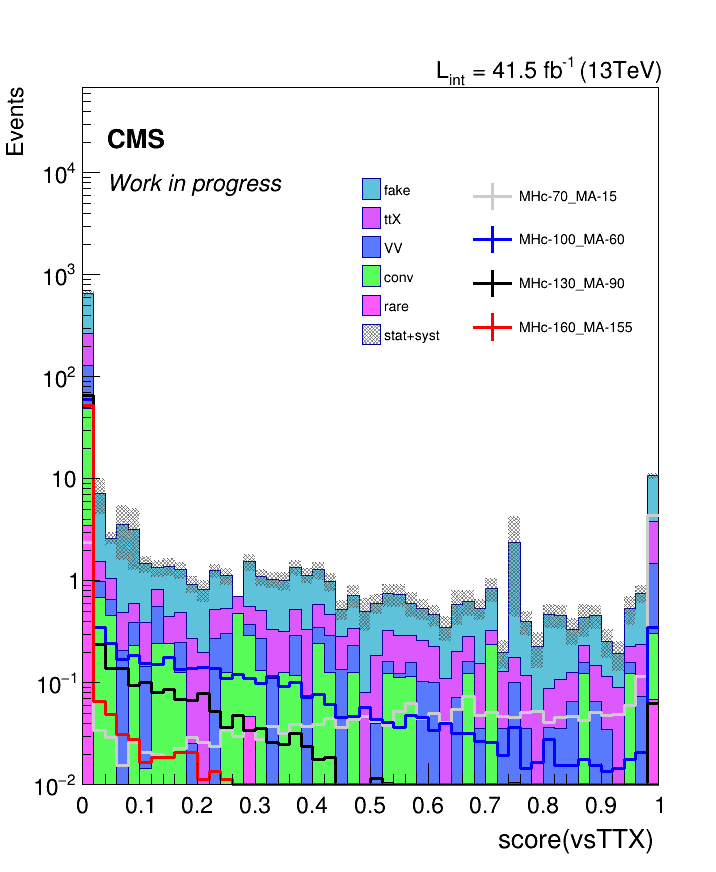 L_int = 41.5 fb^-1 (13TeV)
Events
CMS
Work in progress
fake
ttX
VV
conv
rare
stat+syst
MHc-70_MA-15
MHc-100_MA-60
MHc-130_MA-90
MHc-160_MA-155
10^4
10^3
10^2
10
1
10^-1
10^-2
0 0.1 0.2 0.3 0.4 0.5 0.6 0.7 0.8 0.9 1
score(vsTTX)